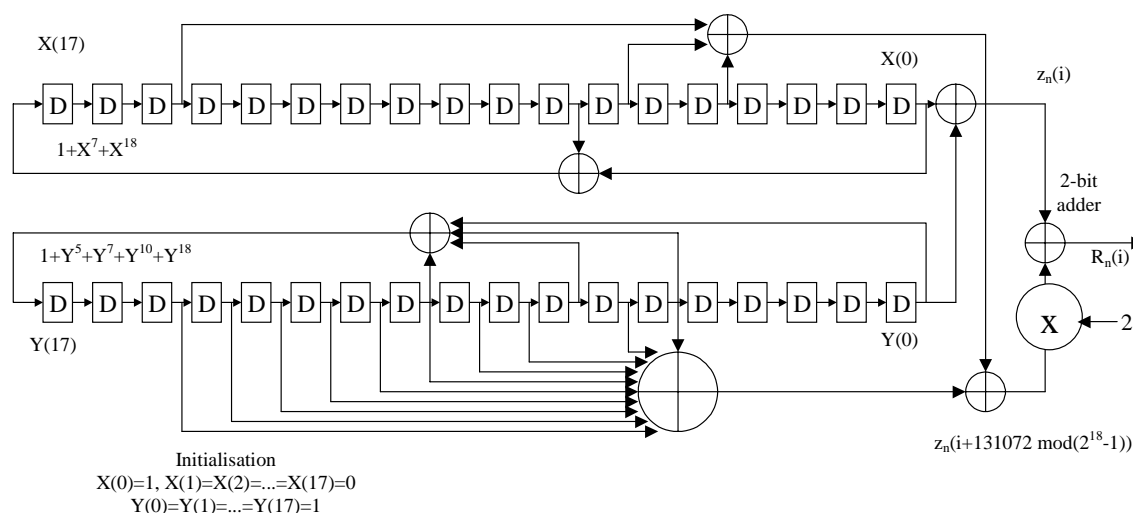 X(17)
X(0)
z_n(i)
D D D D D D D D D D D D D D D D D D
1+X^7+X^18
2-bit
adder
R_n(i)
1+Y^5+Y^7+Y^10+Y^18
D D D D D D D D D D D D D D D D D D
Y(17)
Y(0)
X
2
z_n(i+131072 mod(2^18-1))
Initialisation
X(0)=1, X(1)=X(2)=...=X(17)=0
Y(0)=Y(1)=...=Y(17)=1